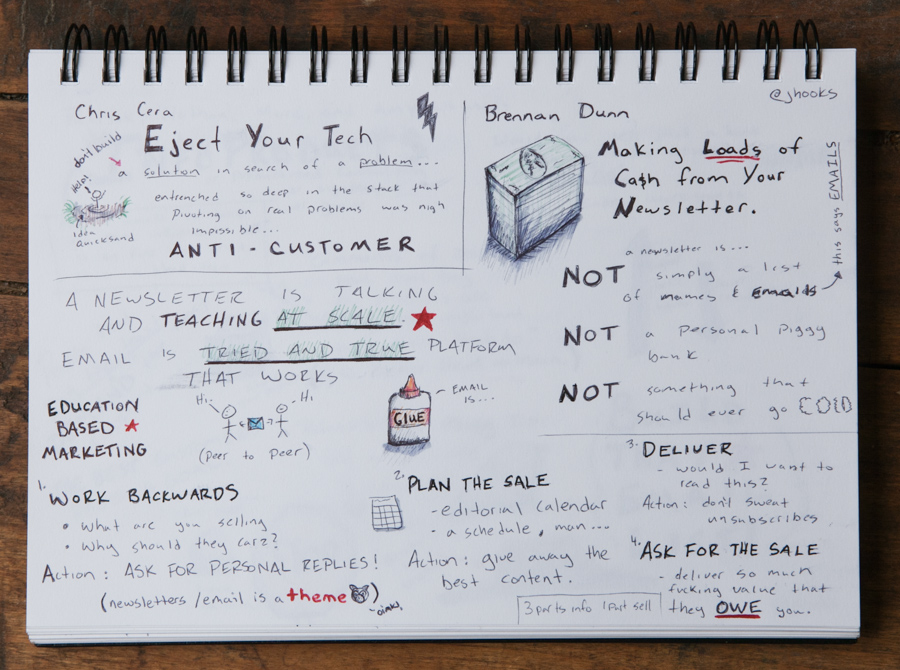 @jhooks
Chris Cera
Eject Your Tech
don't build
a solution in search of a problem...
Help!
idea
quicksand
entrenched so deep in the stack that
pivoting on real problems was nigh
impossible...
ANTI-CUSTOMER
Brennan Dunn
Making Loads of
Ca$h from Your
Newsletter.
a newsletter is...
NOT simply a list
of names & emails
this says EMAILS
NOT a personal piggy
bank
NOT something that
should ever go COLD
A NEWSLETTER IS TALKING
AND TEACHING AT SCALE.
EMAIL IS TRIED AND TRUE PLATFORM
THAT WORKS
EDUCATION
BASED
MARKETING
Hi- -Hi
(peer to peer)
EMAIL
IS...
GLUE
1. WORK BACKWARDS
• what are you selling
• why should they care?
Action: ASK FOR PERSONAL REPLIES!
(newsletters/email is a theme)
-oink!
2. PLAN THE SALE
-editorial calendar
-a schedule, man...
Action: give away the
best content.
3 parts info 1 part sell
3. DELIVER
- would I want to
read this?
Action: don't sweat
unsubscribes
4. ASK FOR THE SALE
- deliver so much
fucking value that
they OWE you.